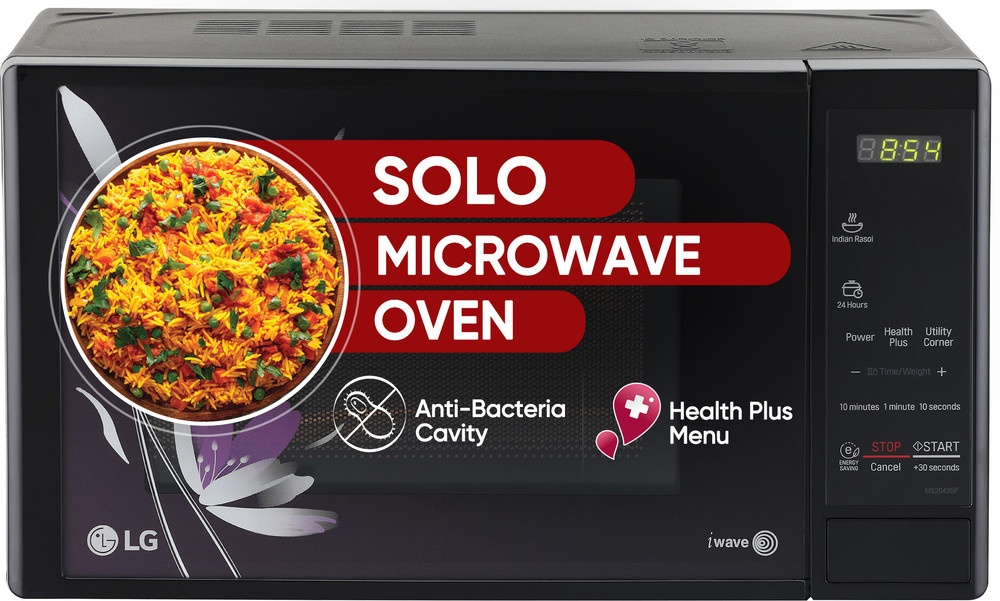 SOLO
MICROWAVE
OVEN
Anti-Bacteria
Cavity
Health Plus
Menu
LG
iwave
8:54
Indian Rasoi
24 Hours
Power Health Plus Utility Corner
− Time/Weight +
10 minutes 1 minute 10 seconds
ENERGY SAVING
STOP START
Cancel +30 seconds